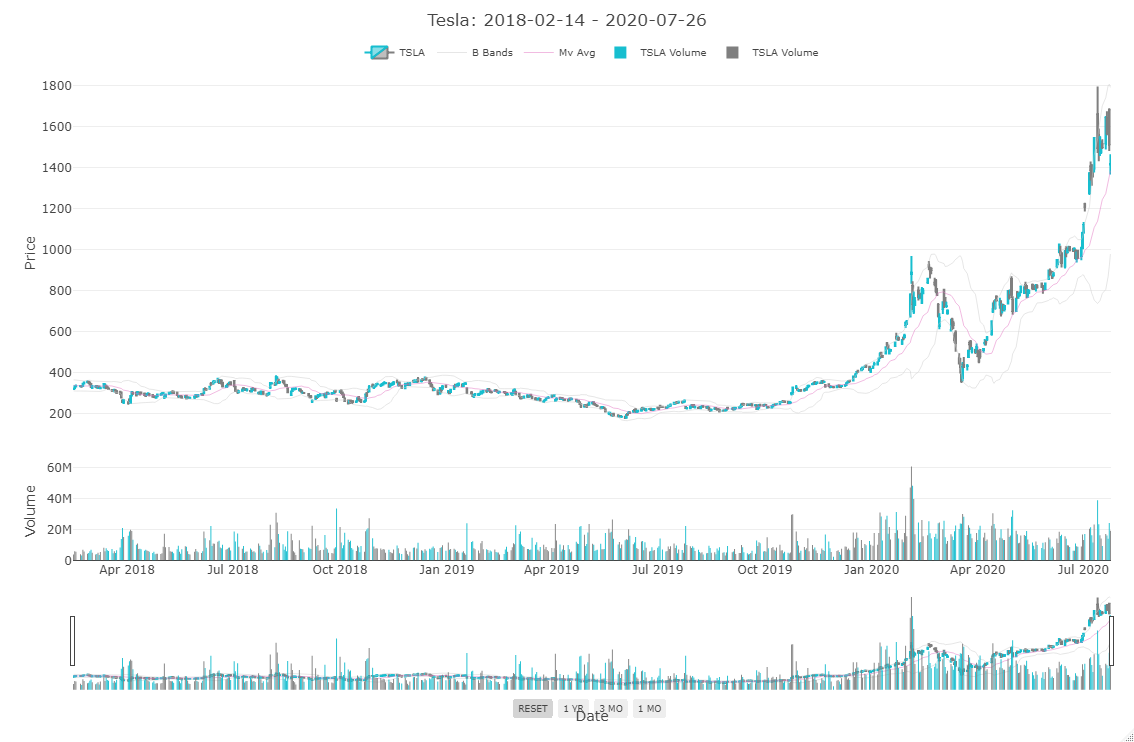 Tesla: 2018-02-14 - 2020-07-26
TSLA B Bands Mv Avg TSLA Volume TSLA Volume
1800
1600
1400
1200
1000
800
600
400
200
Price
60M
40M
20M
0
Volume
Apr 2018 Jul 2018 Oct 2018 Jan 2019 Apr 2019 Jul 2019 Oct 2019 Jan 2020 Apr 2020 Jul 2020
RESET 1 YR 3 MO 1 MO
Date